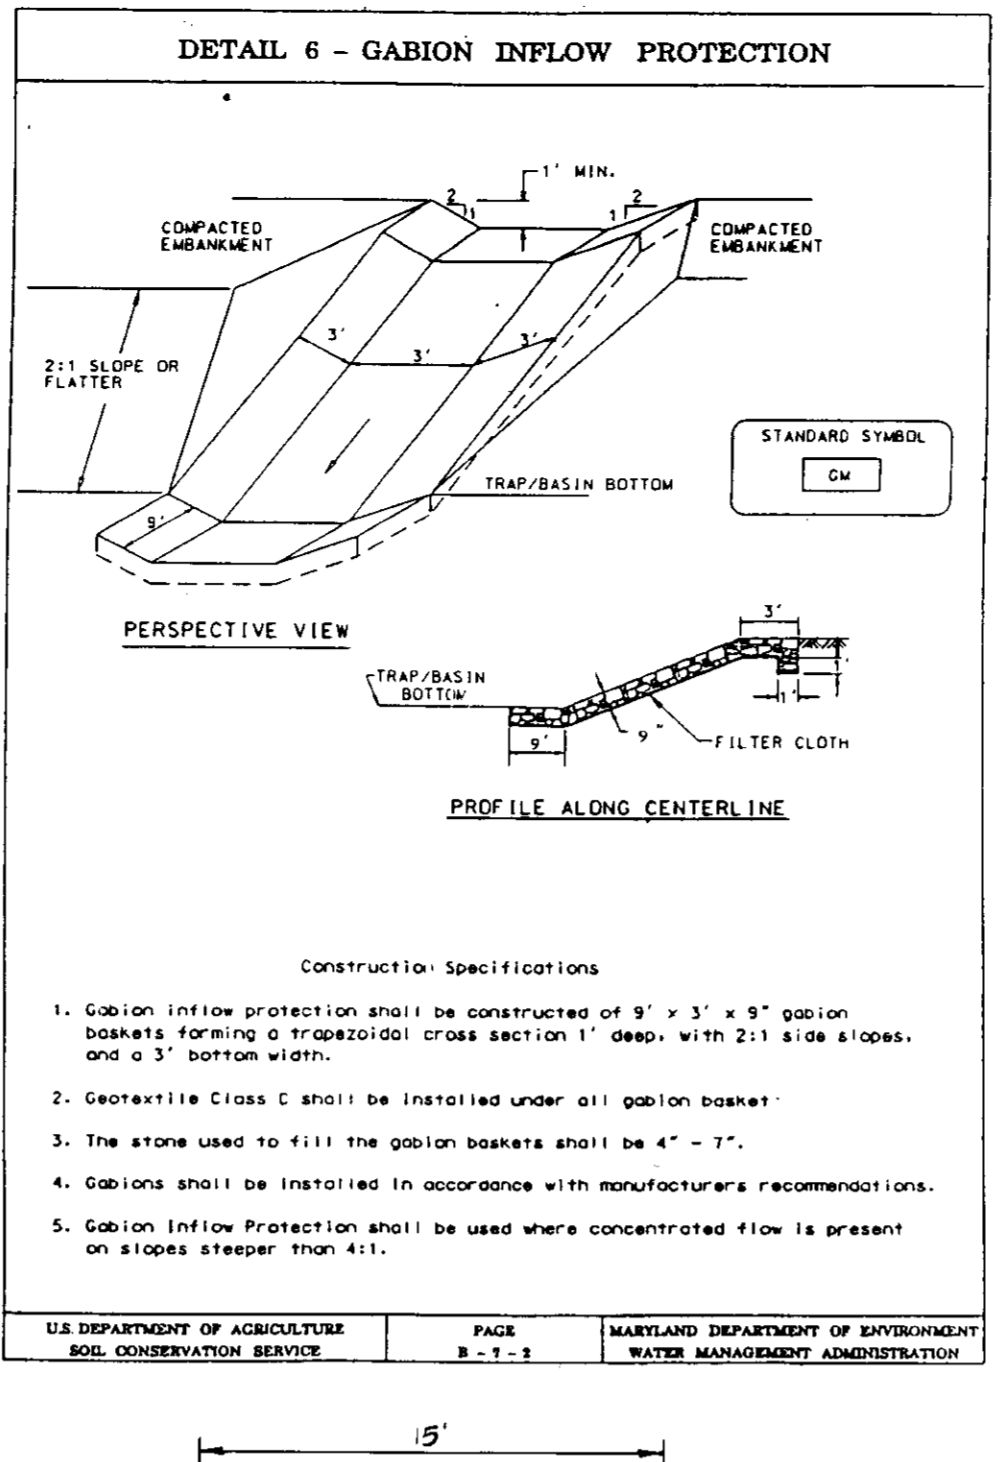 DETAIL 6 - GABION INFLOW PROTECTION
1' MIN.
2
1
1
2
COMPACTED
EMBANKMENT
COMPACTED
EMBANKMENT
3'
3'
3'
2:1 SLOPE OR
FLATTER
STANDARD SYMBOL
GM
TRAP/BASIN BOTTOM
9'
PERSPECTIVE VIEW
3'
TRAP/BASIN
BOTTOM
1'
9'
9"
FILTER CLOTH
PROFILE ALONG CENTERLINE
Construction Specifications
1. Gabion inflow protection shall be constructed of 9' x 3' x 9" gabion
baskets forming a trapezoidal cross section 1' deep, with 2:1 side slopes,
and a 3' bottom width.
2. Geotextile Class C shall be installed under all gabion basket
3. The stone used to fill the gabion baskets shall be 4" - 7".
4. Gabions shall be installed in accordance with manufacturers recommendations.
5. Gabion Inflow Protection shall be used where concentrated flow is present
on slopes steeper than 4:1.
U.S. DEPARTMENT OF AGRICULTURE
SOIL CONSERVATION SERVICE
PAGE
B - 7 - 2
MARYLAND DEPARTMENT OF ENVIRONMENT
WATER MANAGEMENT ADMINISTRATION
15'